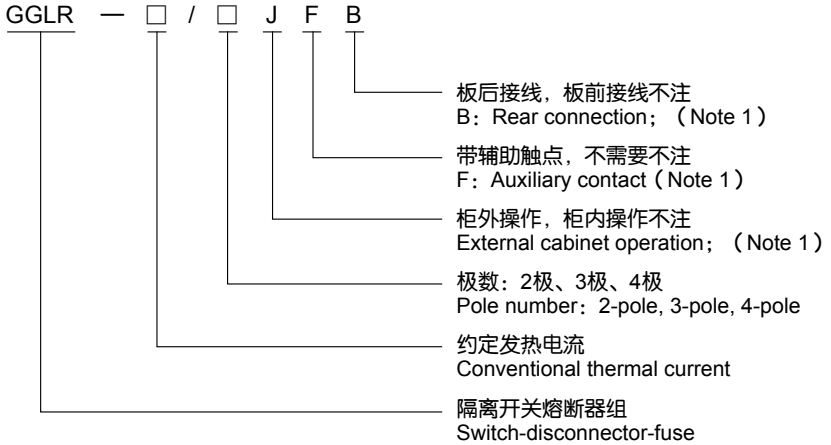 GGLR — □ / □ J F B
板后接线，板前接线不注
B：Rear connection；（Note 1）
带辅助触点，不需要不注
F：Auxiliary contact（Note 1）
柜外操作，柜内操作不注
External cabinet operation；（Note 1）
极数：2极、3极、4极
Pole number：2-pole, 3-pole, 4-pole
约定发热电流
Conventional thermal current
隔离开关熔断器组
Switch-disconnector-fuse